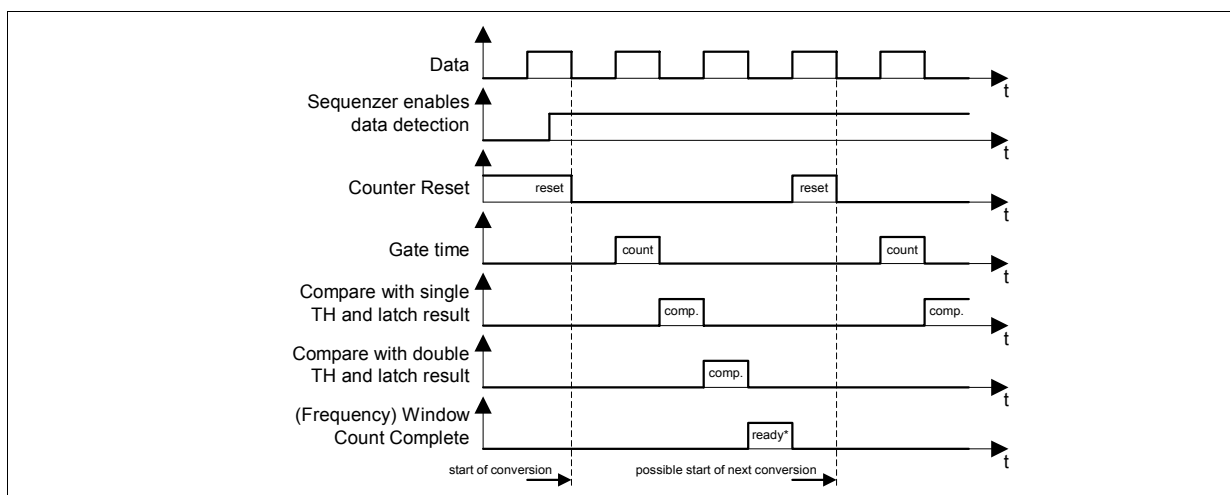 Data
t
Sequenzer enables
data detection
t
Counter Reset
reset
reset
t
Gate time
count
count
t
Compare with single
TH and latch result
comp.
comp.
t
Compare with double
TH and latch result
comp.
t
(Frequency) Window
Count Complete
ready*
t
start of conversion
possible start of next conversion